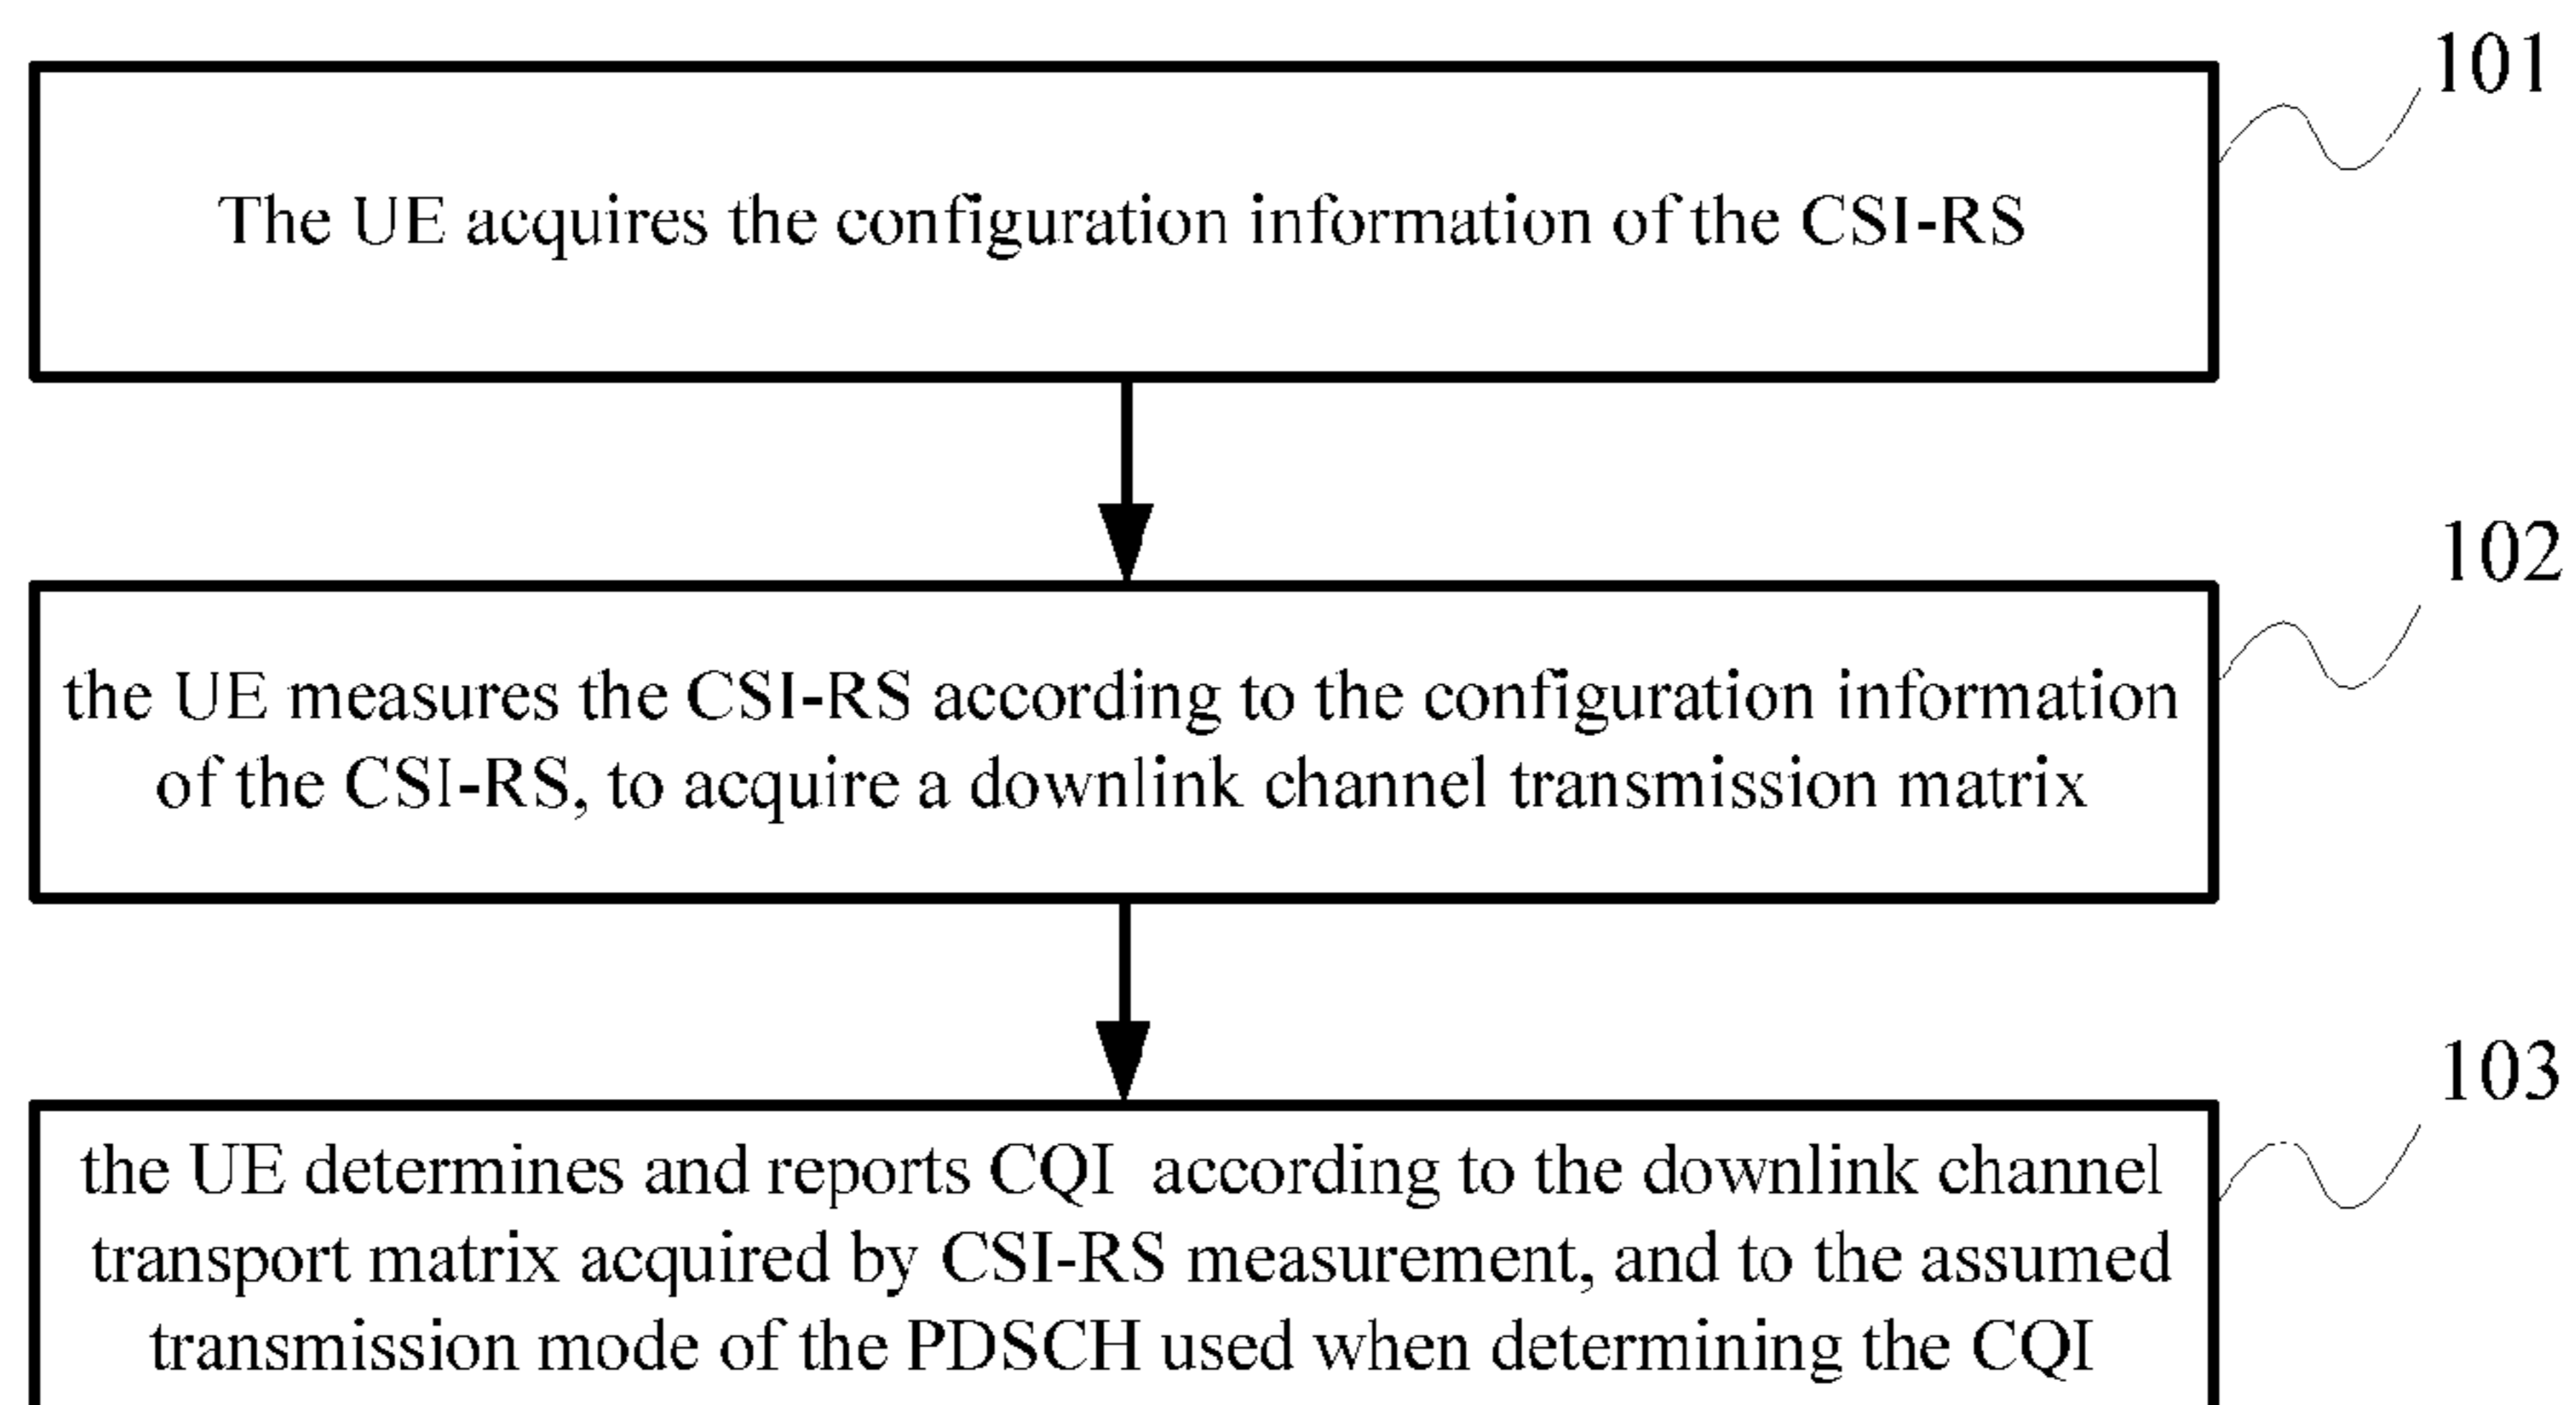 101
The UE acquires the configuration information of the CSI-RS
102
the UE measures the CSI-RS according to the configuration information
of the CSI-RS, to acquire a downlink channel transmission matrix
103
the UE determines and reports CQI according to the downlink channel
transport matrix acquired by CSI-RS measurement, and to the assumed
transmission mode of the PDSCH used when determining the CQI